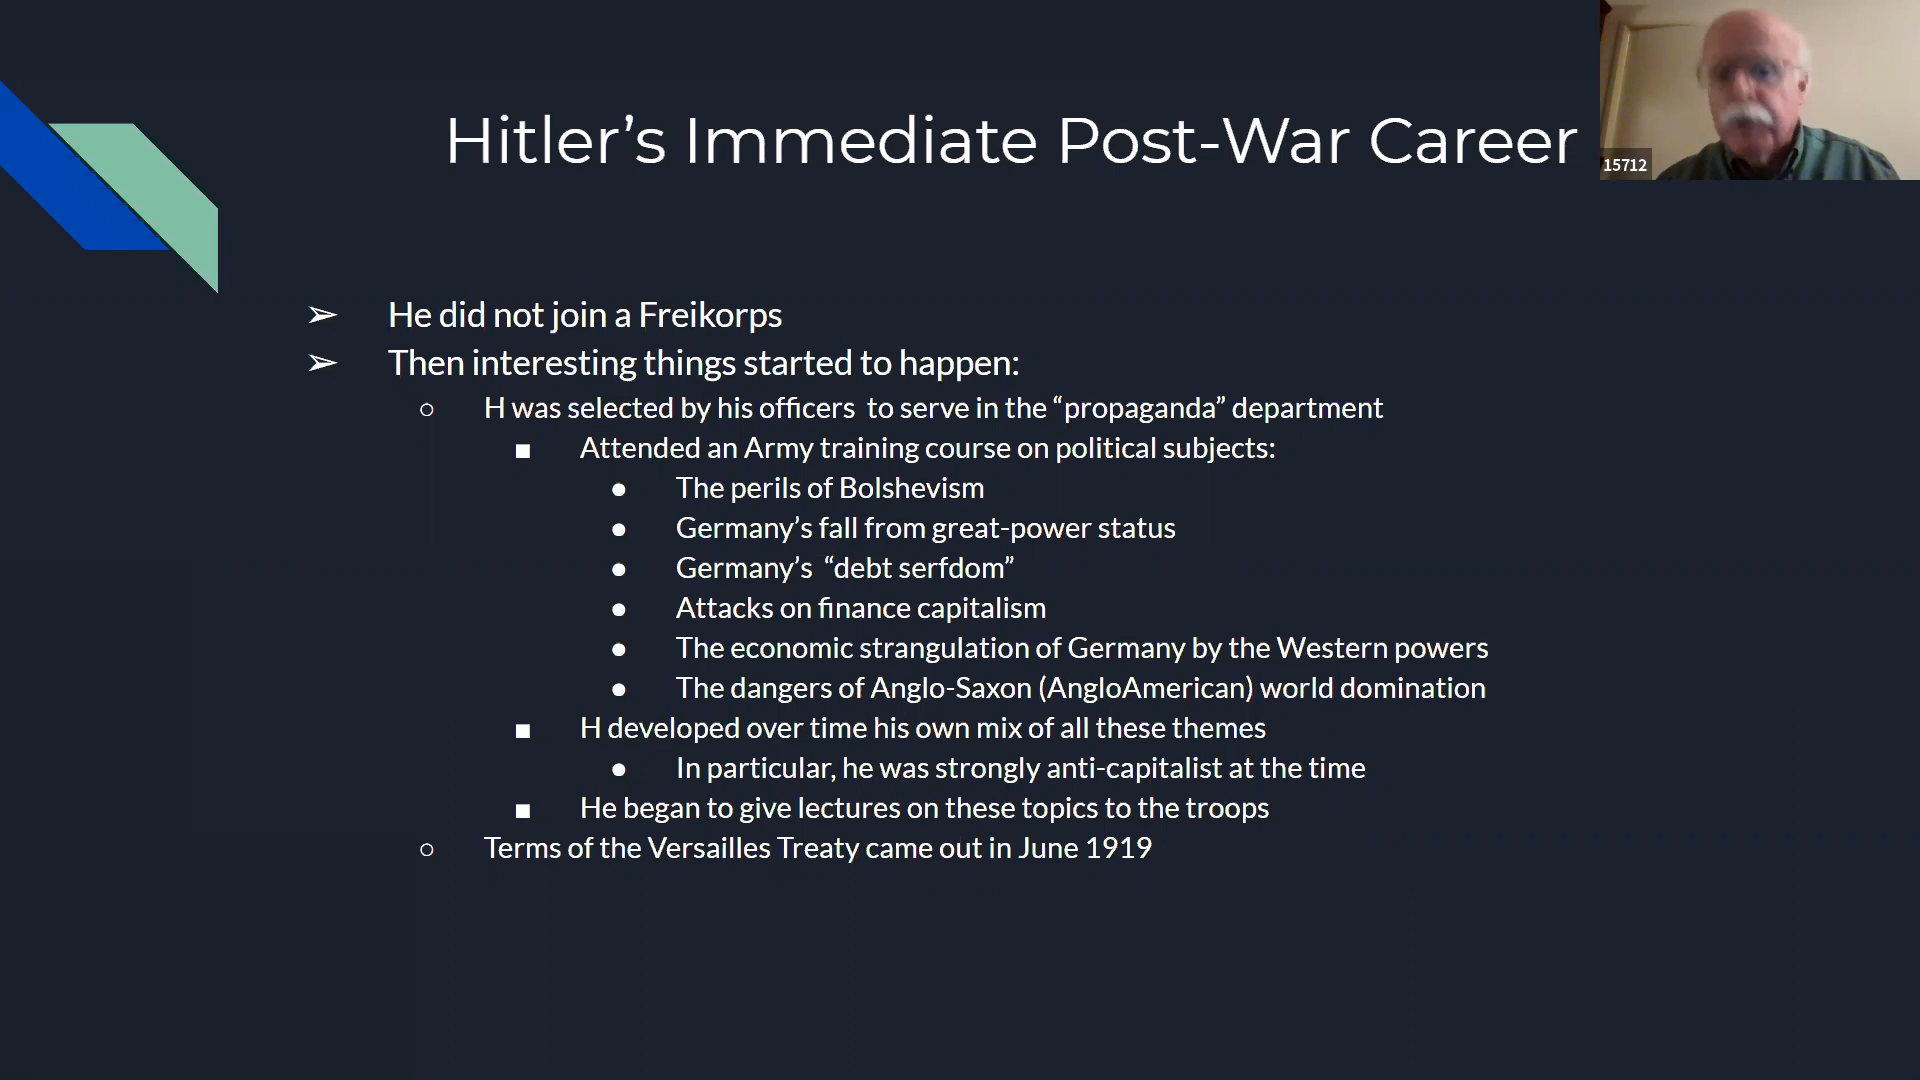 Hitler’s Immediate Post-War Career
15712
➢ He did not join a Freikorps
➢ Then interesting things started to happen:
○ H was selected by his officers  to serve in the “propaganda” department
■ Attended an Army training course on political subjects:
● The perils of Bolshevism
● Germany’s fall from great-power status
● Germany’s  “debt serfdom”
● Attacks on finance capitalism
● The economic strangulation of Germany by the Western powers
● The dangers of Anglo-Saxon (AngloAmerican) world domination
■ H developed over time his own mix of all these themes
● In particular, he was strongly anti-capitalist at the time
■ He began to give lectures on these topics to the troops
○ Terms of the Versailles Treaty came out in June 1919